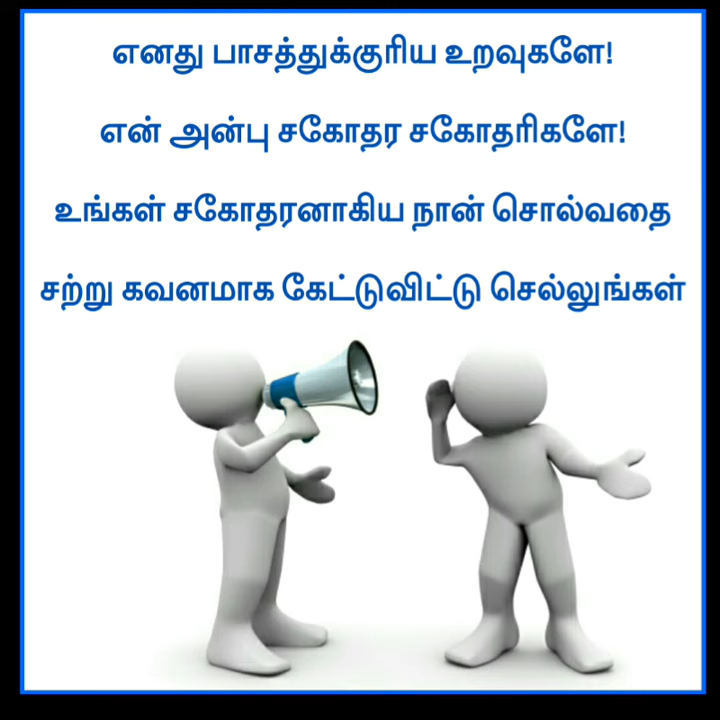 எனது பாசத்துக்குரிய உறவுகளே!
என் அன்பு சகோதர சகோதரிகளே!
உங்கள் சகோதரனாகிய நான் சொல்வதை
சற்று கவனமாக கேட்டுவிட்டு செல்லுங்கள்